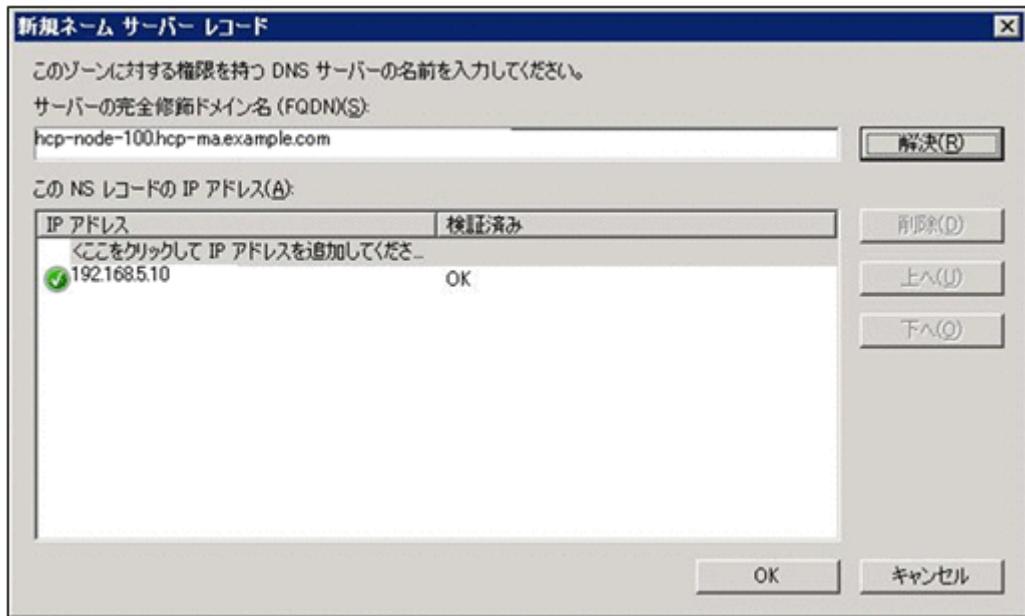 新規ネーム サーバー レコード
このゾーンに対する権限を持つ DNS サーバーの名前を入力してください。
サーバーの完全修飾ドメイン名 (FQDN)(S):
hcp-node-100.hcp-ma.example.com
解決(R)
この NS レコードの IP アドレス(A):
IP アドレス 検証済み
<ここをクリックして IP アドレスを追加してくださ...
192.168.5.10 OK
削除(D)
上へ(U)
下へ(O)
OK キャンセル